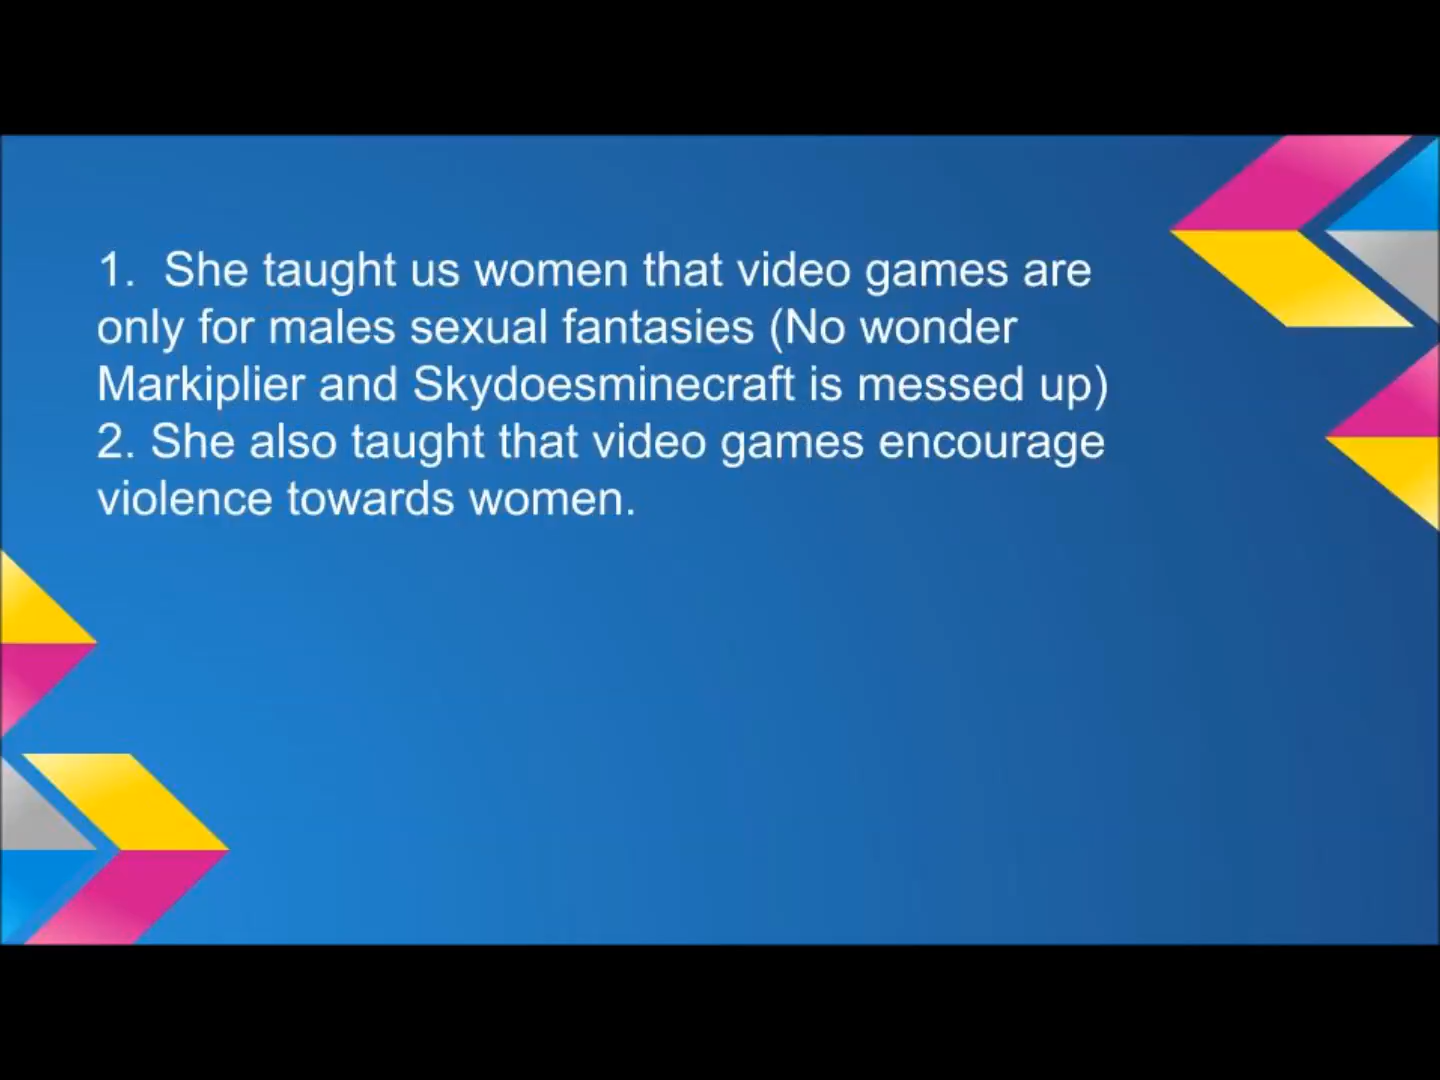 1.  She taught us women that video games are
only for males sexual fantasies (No wonder
Markiplier and Skydoesminecraft is messed up)
2. She also taught that video games encourage
violence towards women.